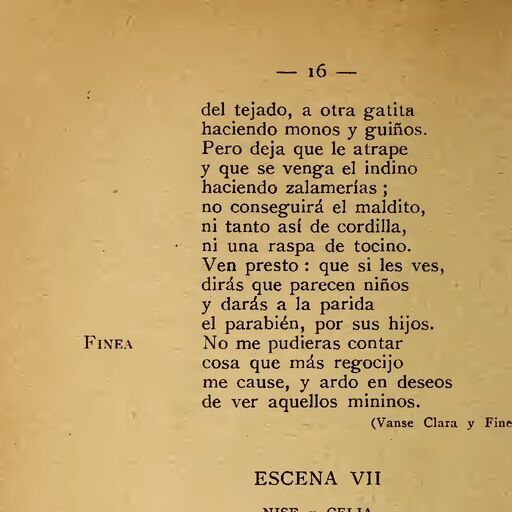 — 16 —
del tejado, a otra gatita
haciendo monos y guiños.
Pero deja que le atrape
y que se venga el indino
haciendo zalamerías;
no conseguirá el maldito,
ni tanto así de cordilla,
ni una raspa de tocino.
Ven presto: que si les ves,
dirás que parecen niños
y darás a la parida
el parabién, por sus hijos.
FINEA No me pudieras contar
cosa que más regocijo
me cause, y ardo en deseos
de ver aquellos mininos.
(Vanse Clara y Fine
ESCENA VII
NISE y CELIA